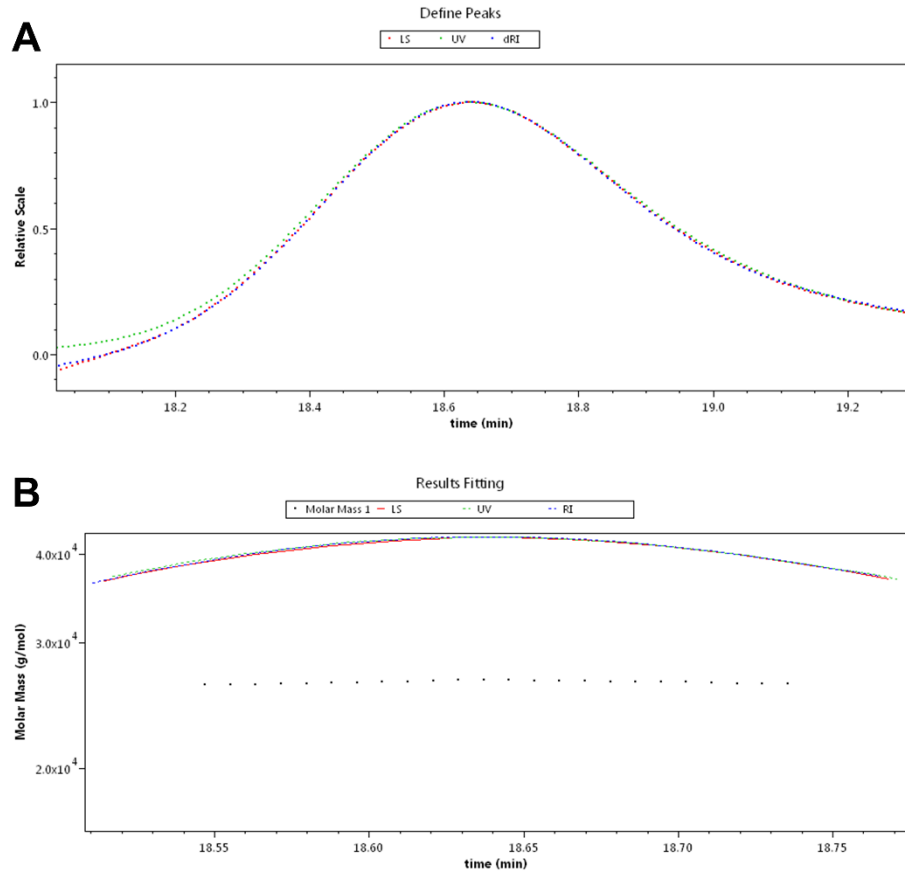 A
Define Peaks
LS UV dRI
1.0
0.5
0.0
Relative Scale
18.2 18.4 18.6 18.8 19.0 19.2
time (min)
B
Results Fitting
Molar Mass 1 LS UV RI
4.0x10⁴
3.0x10⁴
2.0x10⁴
Molar Mass (g/mol)
18.55 18.60 18.65 18.70 18.75
time (min)